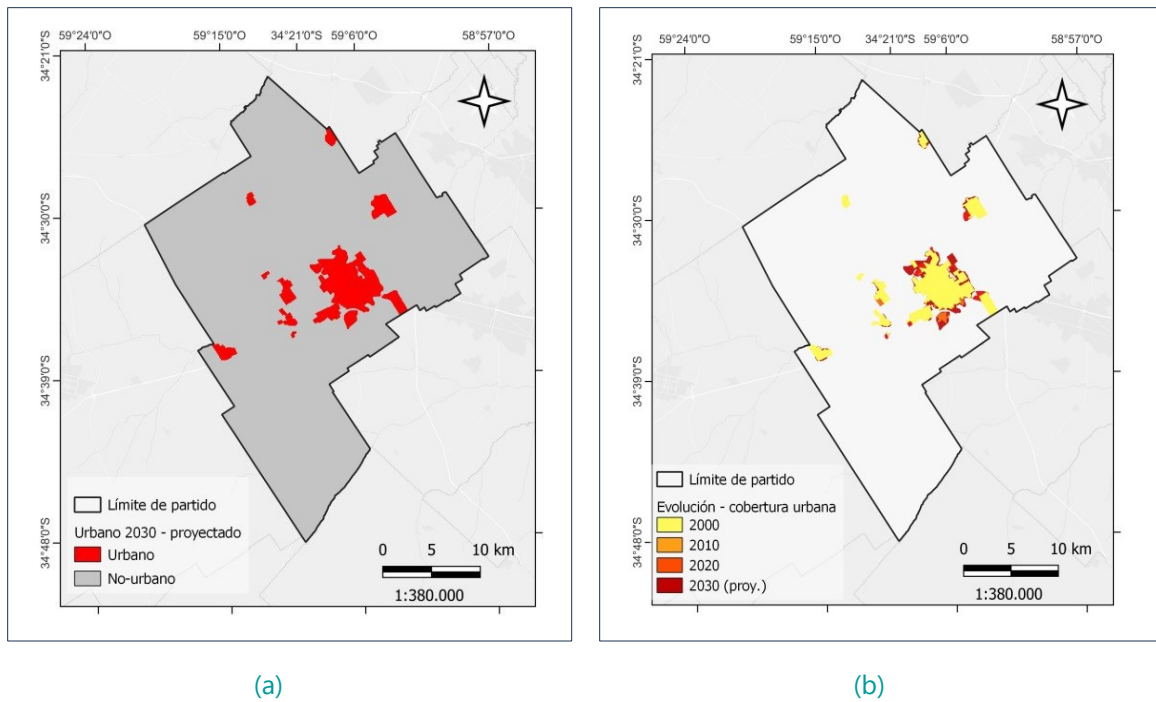 59°24'0"O 59°15'0"O 34°21'0"S 59°6'0"O 58°57'0"O
34°21'0"S
34°30'0"S
34°39'0"S
34°48'0"S
Límite de partido
Urbano 2030 - proyectado
Urbano
No-urbano
0 5 10 km
1:380.000
(a)
59°24'0"O 59°15'0"O 34°21'0"S 59°6'0"O 58°57'0"O
34°21'0"S
34°30'0"S
34°39'0"S
34°48'0"S
Límite de partido
Evolución - cobertura urbana
2000
2010
2020
2030 (proy.)
0 5 10 km
1:380.000
(b)